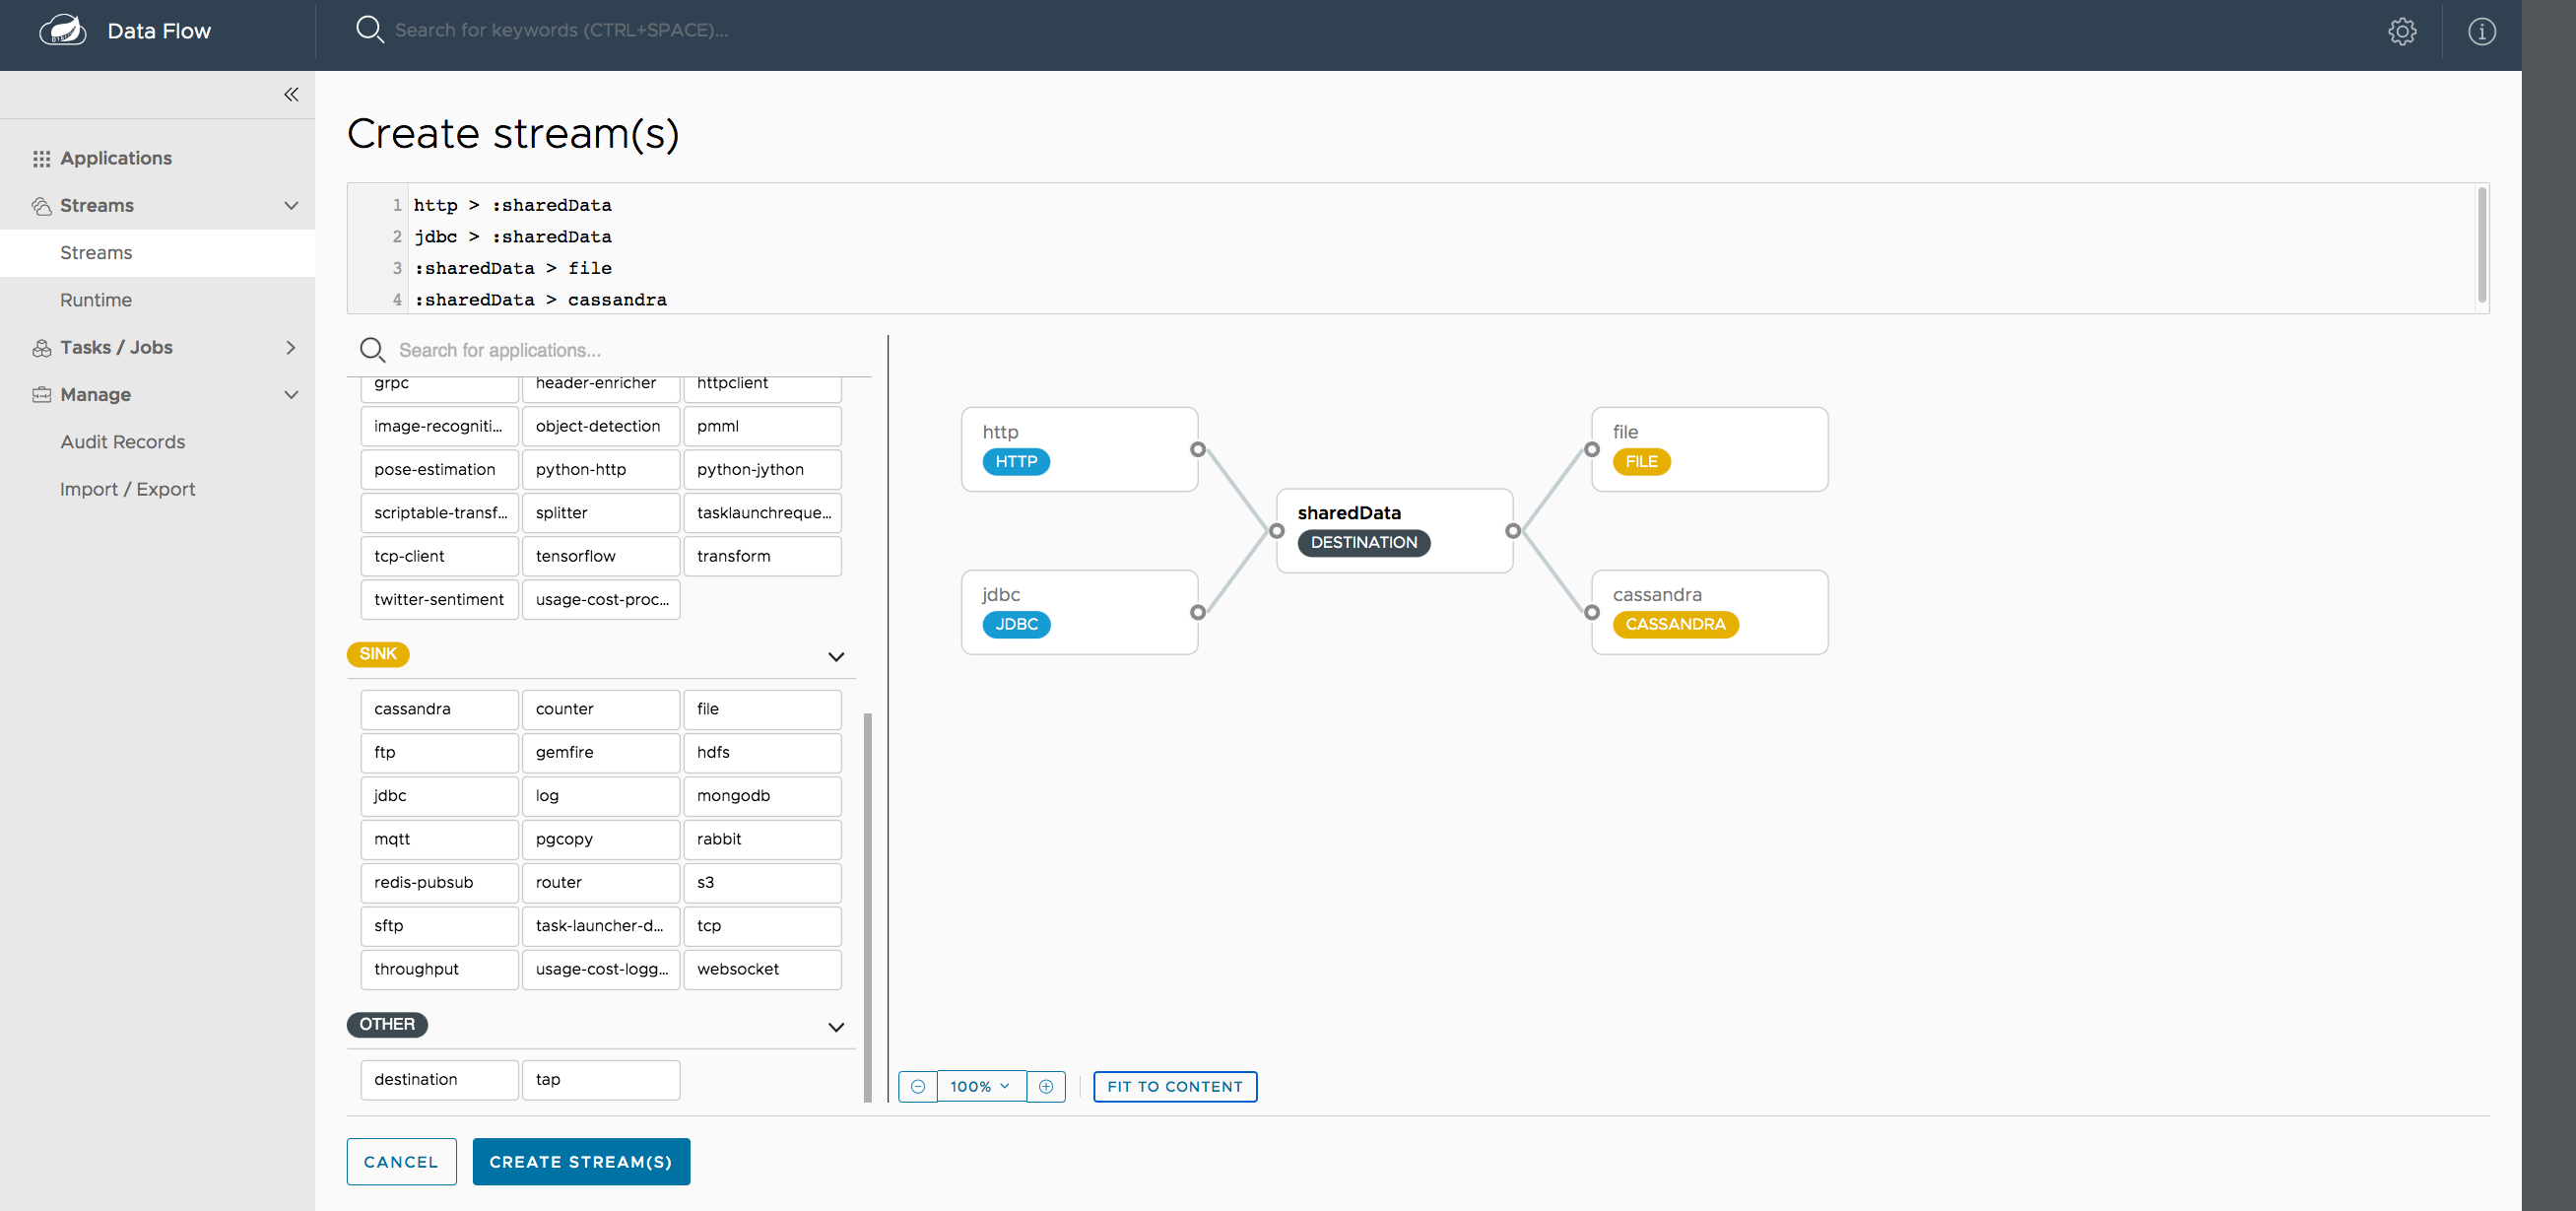 Data Flow
Search for keywords (CTRL+SPACE)...
Applications
Streams
Streams
Runtime
Tasks / Jobs
Manage
Audit Records
Import / Export
Create stream(s)
1 http > :sharedData
2 jdbc > :sharedData
3 :sharedData > file
4 :sharedData > cassandra
Search for applications...
grpc header-enricher httpclient
image-recogniti... object-detection pmml
pose-estimation python-http python-jython
scriptable-transf... splitter tasklaunchreque...
tcp-client tensorflow transform
twitter-sentiment usage-cost-proc...
SINK
cassandra counter file
ftp gemfire hdfs
jdbc log mongodb
mqtt pgcopy rabbit
redis-pubsub router s3
sftp task-launcher-d... tcp
throughput usage-cost-logg... websocket
OTHER
destination tap
http
HTTP
jdbc
JDBC
sharedData
DESTINATION
file
FILE
cassandra
CASSANDRA
100%
FIT TO CONTENT
CANCEL
CREATE STREAM(S)